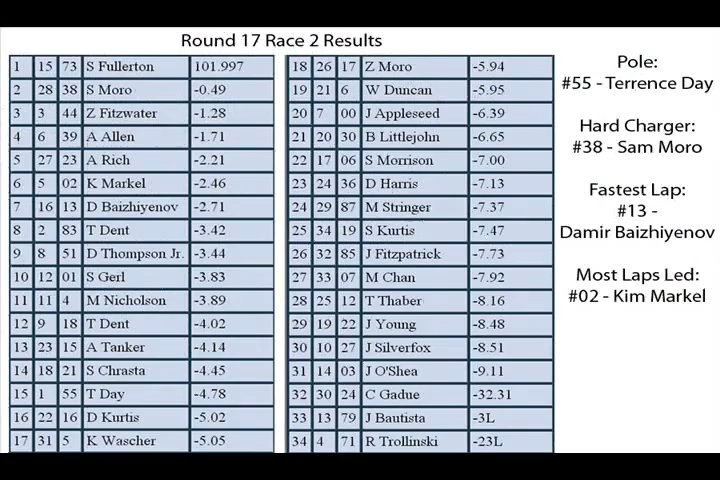 Round 17 Race 2 Results
1 15 73 S Fullerton 101.997
2 28 38 S Moro -0.49
3 3 44 Z Fitzwater -1.28
4 6 39 A Allen -1.71
5 27 23 A Rich -2.21
6 5 02 K Markel -2.46
7 16 13 D Baizhiyenov -2.71
8 2 83 T Dent -3.42
9 8 51 D Thompson Jr. -3.44
10 12 01 S Gerl -3.83
11 11 4 M Nicholson -3.89
12 9 18 T Dent -4.02
13 23 15 A Tanker -4.14
14 18 21 S Chrasta -4.45
15 1 55 T Day -4.78
16 22 16 D Kurtis -5.02
17 31 5 K Wascher -5.05
18 26 17 Z Moro -5.94
19 21 6 W Duncan -5.95
20 7 00 J Appleseed -6.39
21 20 30 B Littlejohn -6.65
22 17 06 S Morrison -7.00
23 24 36 D Harris -7.13
24 29 87 M Stringer -7.37
25 34 19 S Kurtis -7.47
26 32 85 J Fitzpatrick -7.73
27 33 07 M Chan -7.92
28 25 12 T Thaber -8.16
29 19 22 J Young -8.48
30 10 27 J Silverfox -8.51
31 14 03 J O'Shea -9.11
32 30 24 C Gadue -32.31
33 13 79 J Bautista -3L
34 4 71 R Trollinski -23L
Pole:
#55 - Terrence Day
Hard Charger:
#38 - Sam Moro
Fastest Lap:
#13 -
Damir Baizhiyenov
Most Laps Led:
#02 - Kim Markel